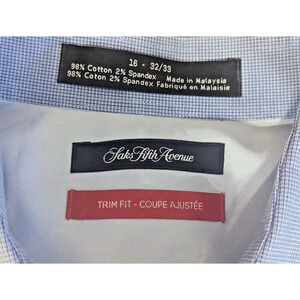 16 - 32/33
98% Cotton 2% Spandex Made in Malaysia
98% Coton 2% Spandex Fabriqué en Malaisie
Saks Fifth Avenue
TRIM FIT - COUPE AJUSTÉE